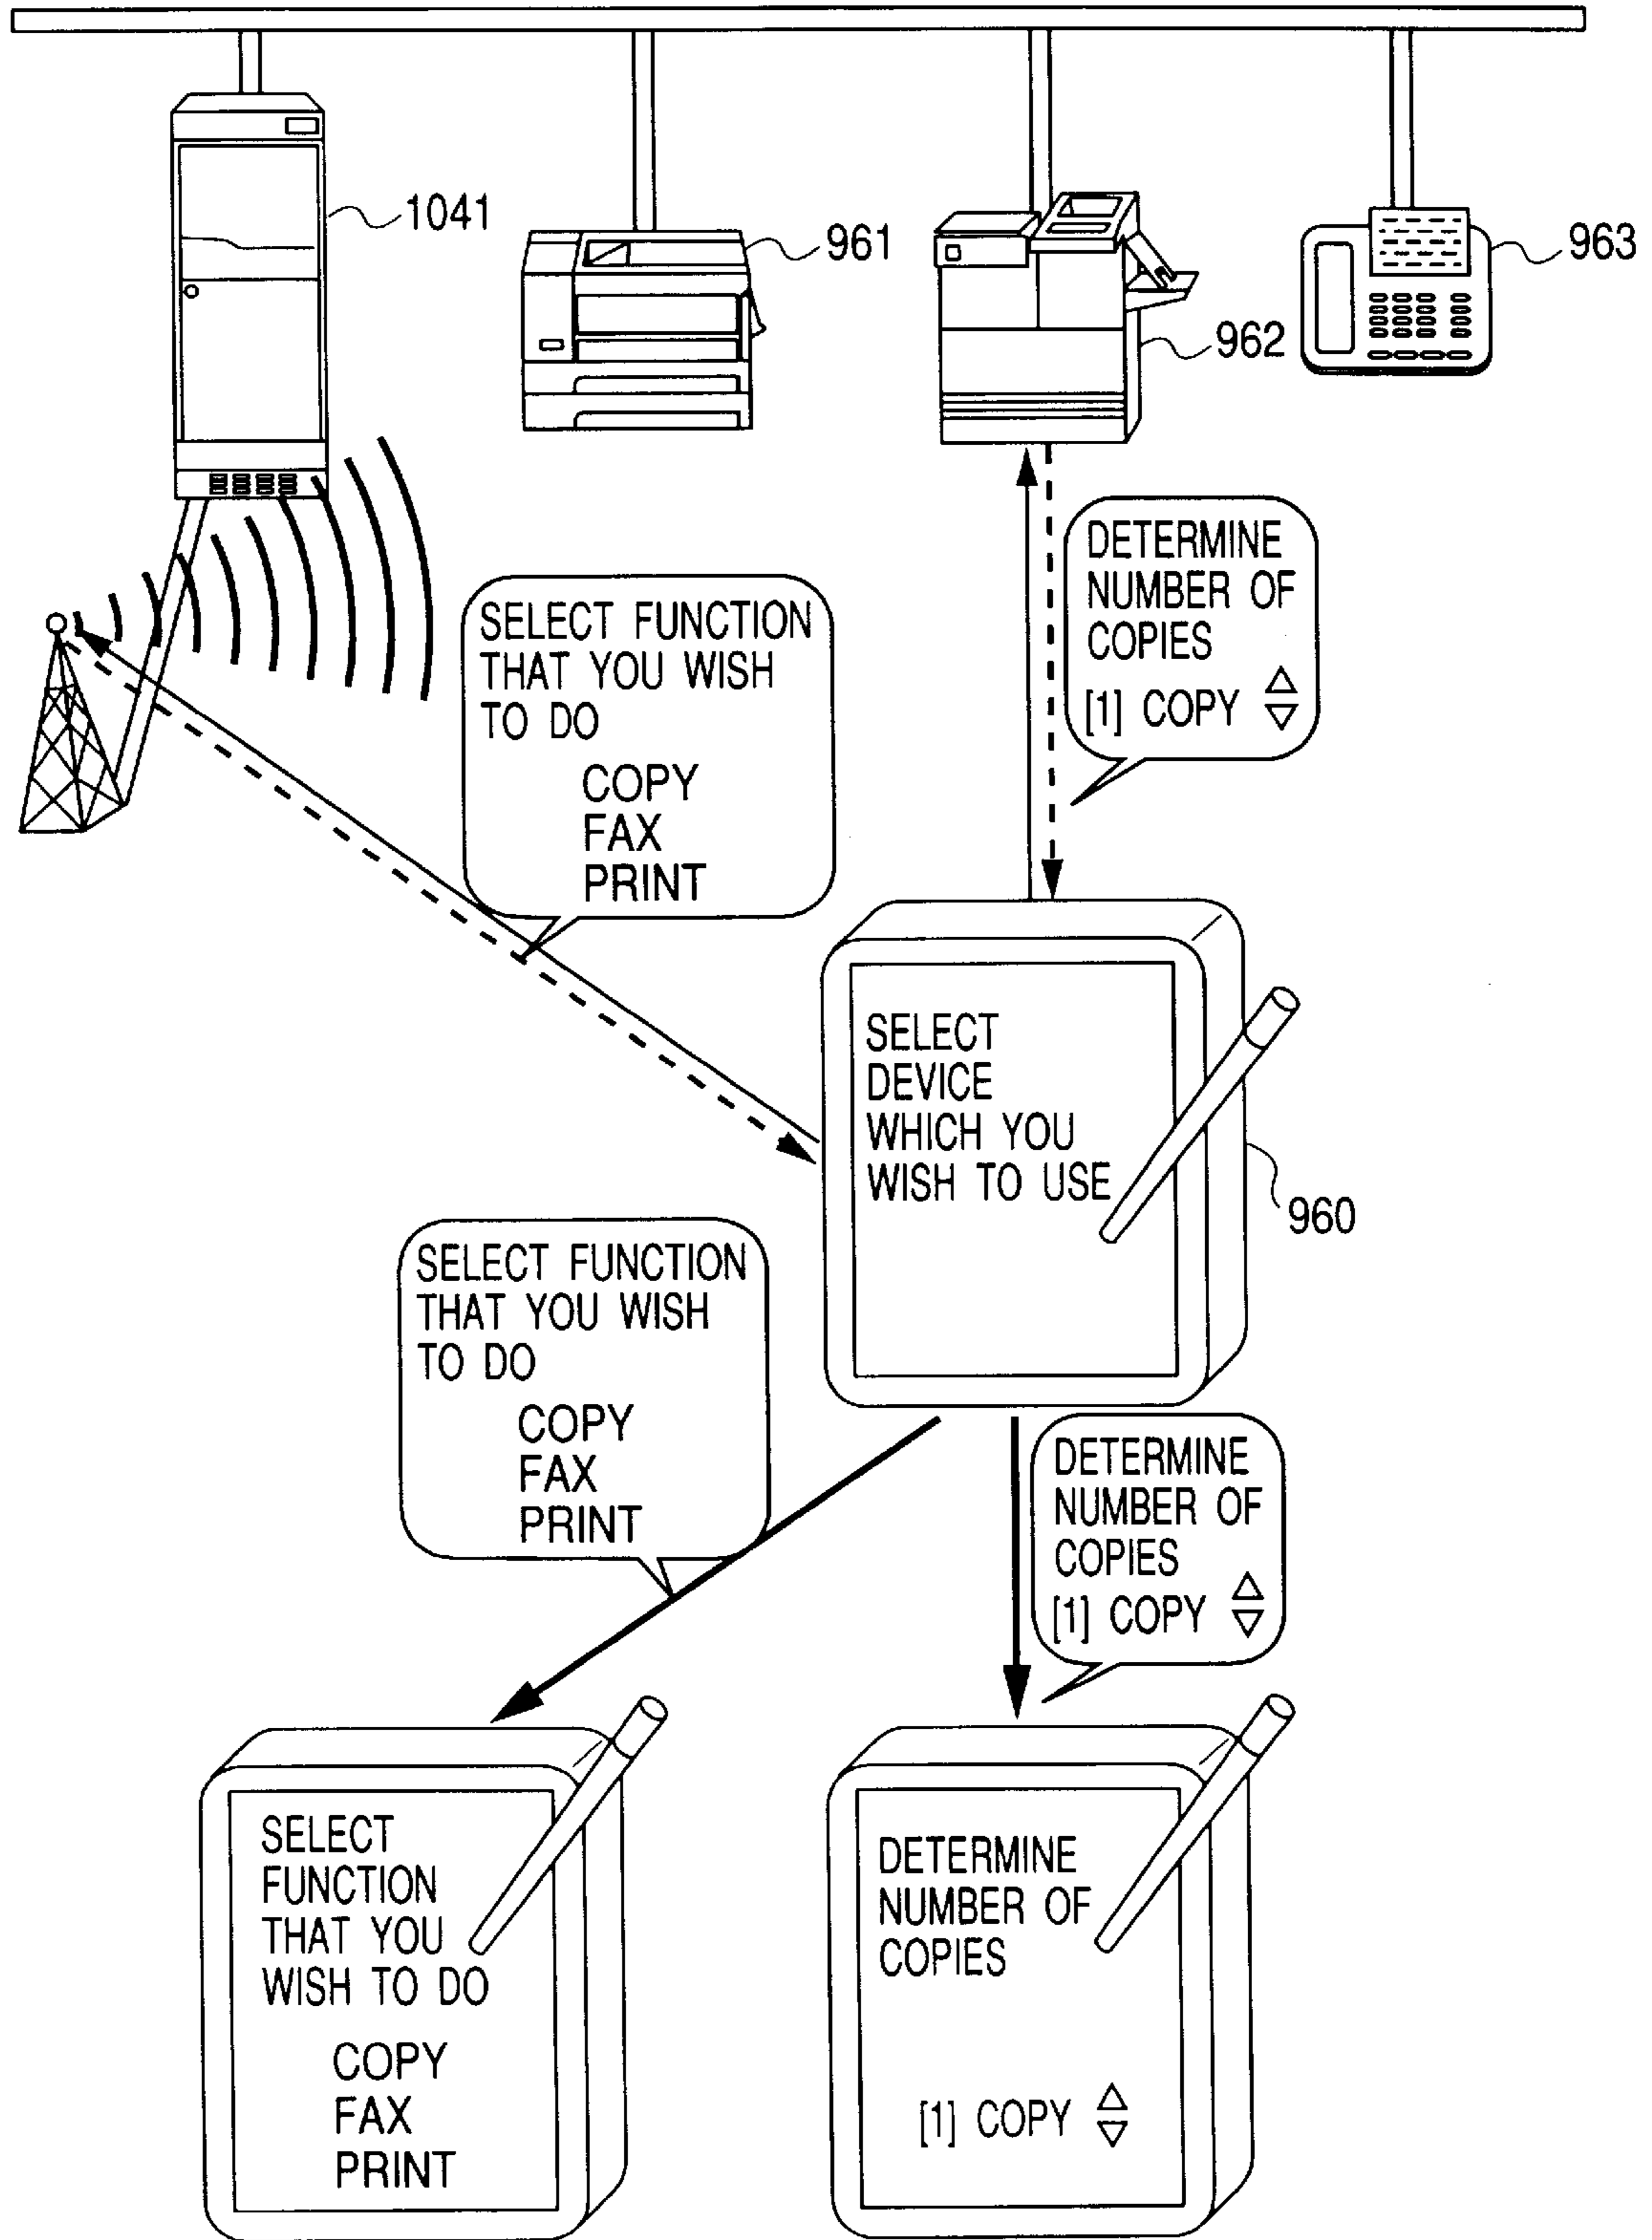 1041
961
962
963
DETERMINE
NUMBER OF
COPIES
[1] COPY △▽
SELECT FUNCTION
THAT YOU WISH
TO DO
COPY
FAX
PRINT
SELECT
DEVICE
WHICH YOU
WISH TO USE
960
SELECT FUNCTION
THAT YOU WISH
TO DO
COPY
FAX
PRINT
DETERMINE
NUMBER OF
COPIES
[1] COPY △▽
SELECT
FUNCTION
THAT YOU
WISH TO DO
COPY
FAX
PRINT
DETERMINE
NUMBER OF
COPIES
[1] COPY △▽